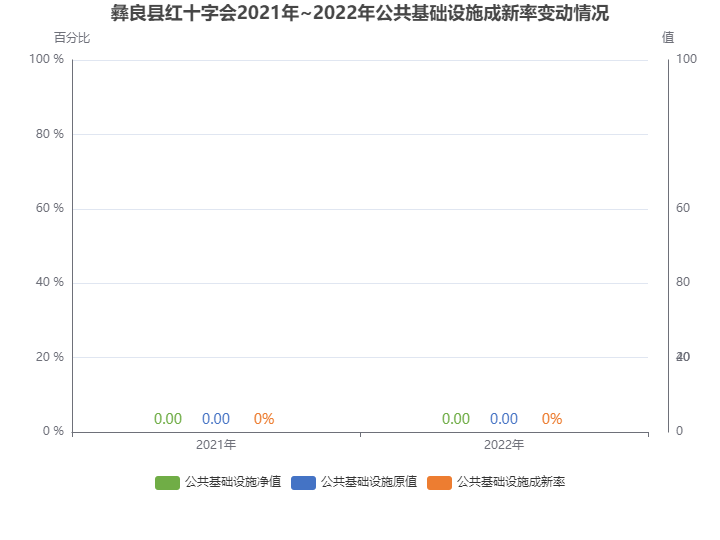 彝良县红十字会2021年~2022年公共基础设施成新率变动情况
百分比 值
100 % 100
80 %
60 % 60
40 % 80
20 % 20
0 % 0
0.00 0.00 0% 0.00 0.00 0%
2021年 2022年
公共基础设施净值 公共基础设施原值 公共基础设施成新率